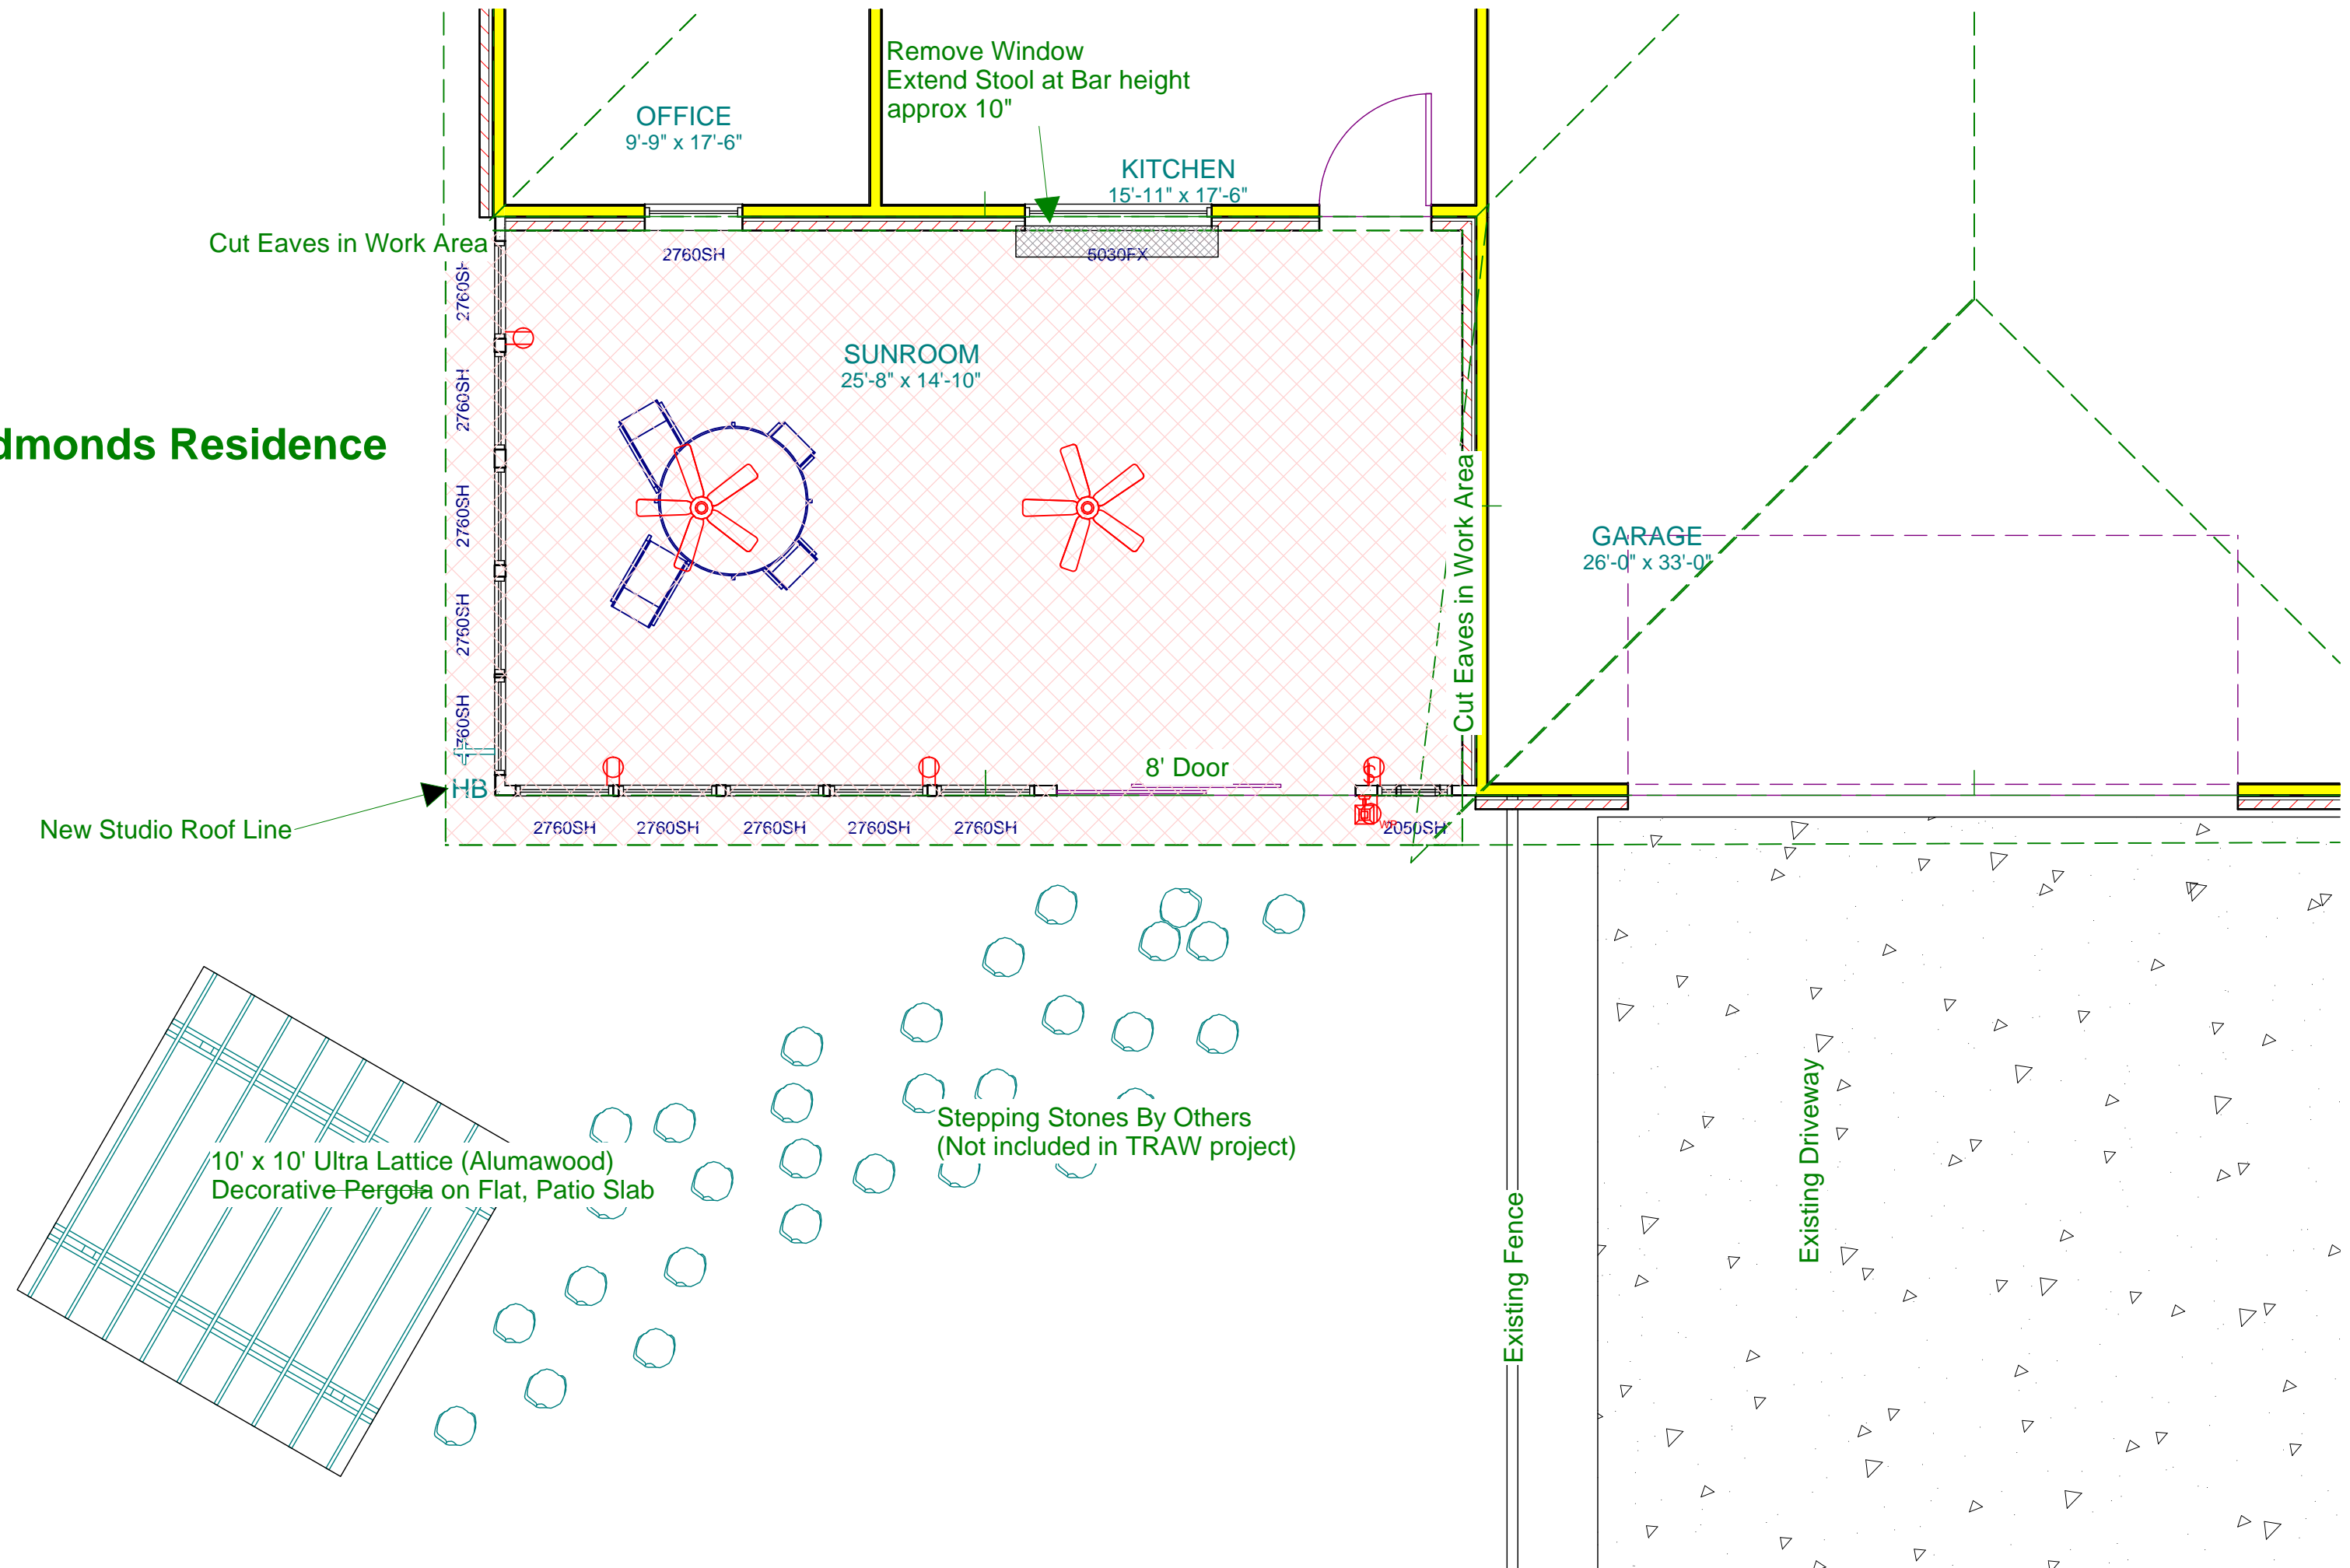 Remove Window
Extend Stool at Bar height
approx 10"
OFFICE
9'-9" x 17'-6"
KITCHEN
15'-11" x 17'-6"
Cut Eaves in Work Area
2760SH
5030FX
2760SH
2760SH
2760SH
2760SH
2760SH
SUNROOM
25'-8" x 14'-10"
dmonds Residence
Cut Eaves in Work Area
GARAGE
26'-0" x 33'-0"
8' Door
HB
New Studio Roof Line
S
WP
2760SH
2760SH
2760SH
2760SH
2760SH
2050SH
Stepping Stones By Others
(Not included in TRAW project)
10' x 10' Ultra Lattice (Alumawood)
Decorative Pergola on Flat, Patio Slab
Existing Fence
Existing Driveway